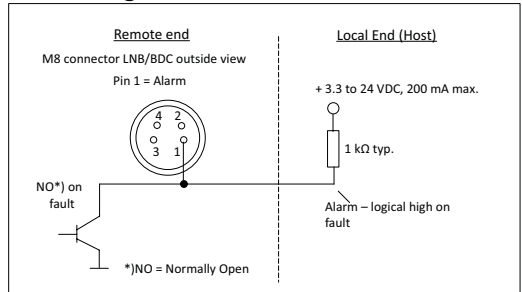 Remote end
M8 connector LNB/BDC outside view
Pin 1 = Alarm
4 2
3 1
NO*) on
fault
*)NO = Normally Open
Local End (Host)
+ 3.3 to 24 VDC, 200 mA max.
1 kΩ typ.
Alarm – logical high on
fault